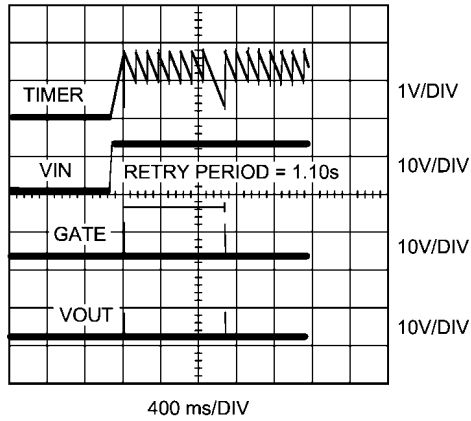 TIMER
1V/DIV
VIN
10V/DIV
RETRY PERIOD = 1.10s
GATE
10V/DIV
VOUT
10V/DIV
400 ms/DIV